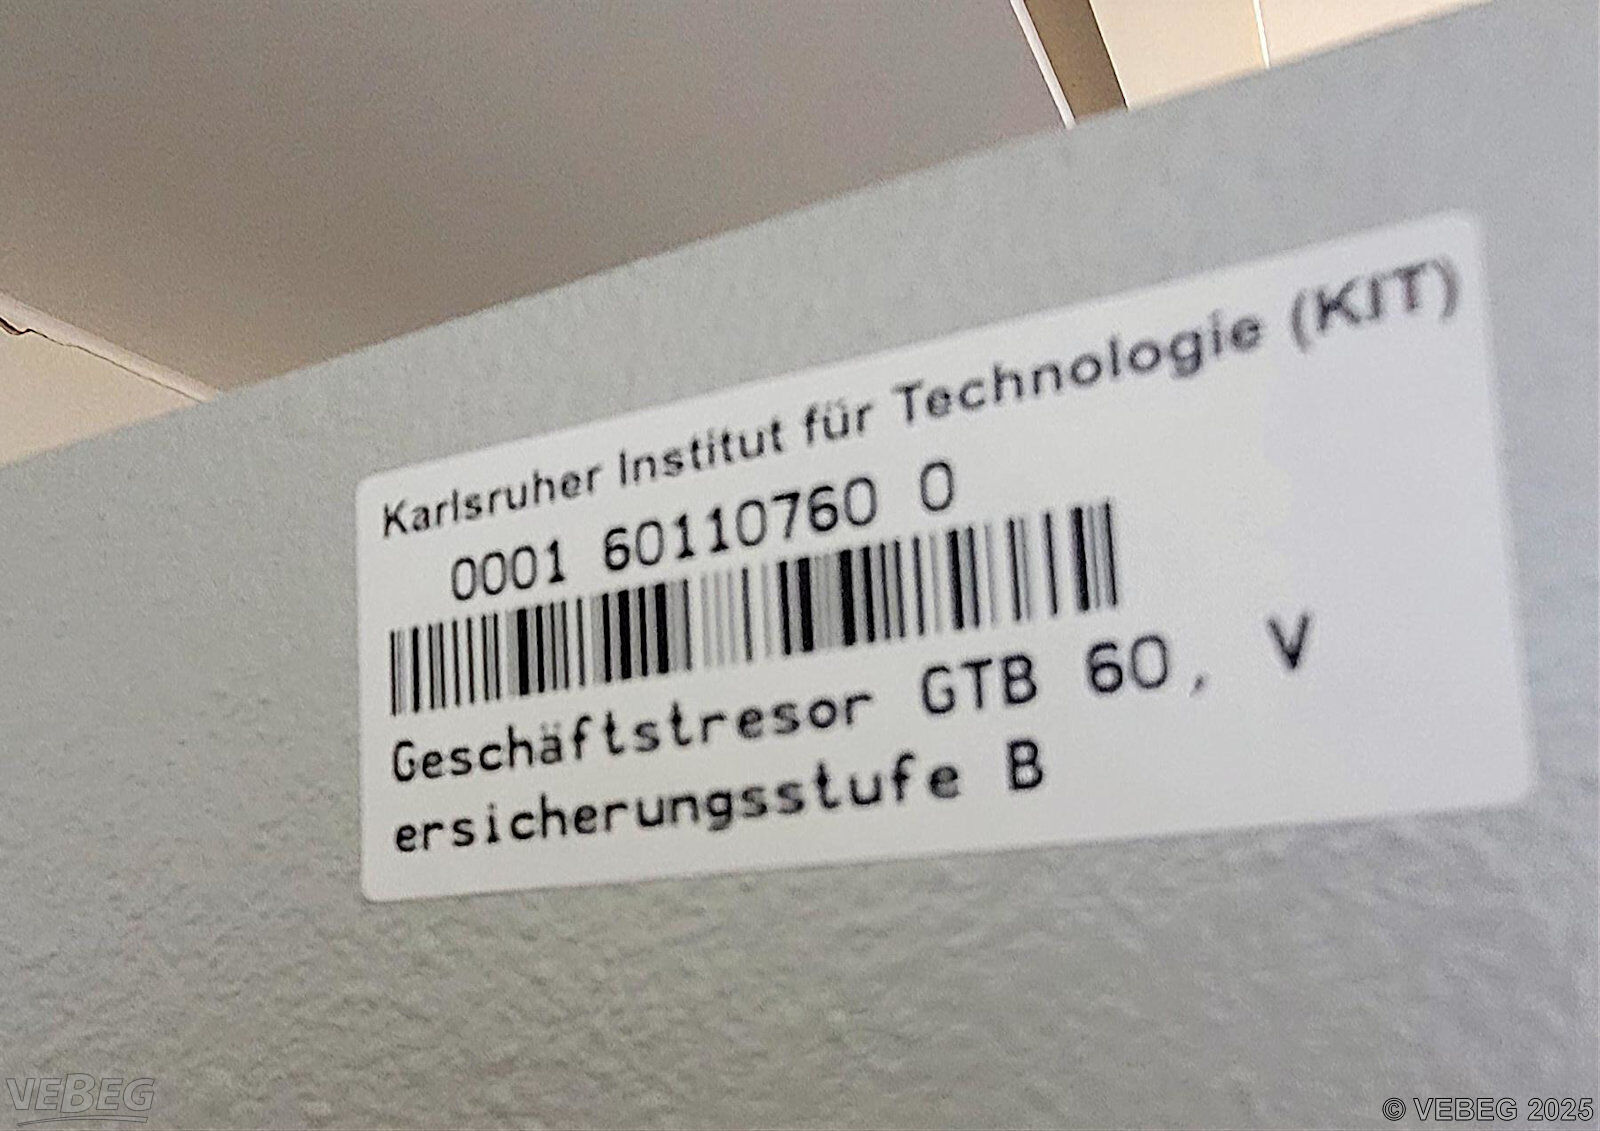 Karlsruher Institut für Technologie (KIT)
0001 60110760 0
Geschäftstresor GTB 60, V
ersicherungsstufe B
VEBEG
© VEBEG 2025